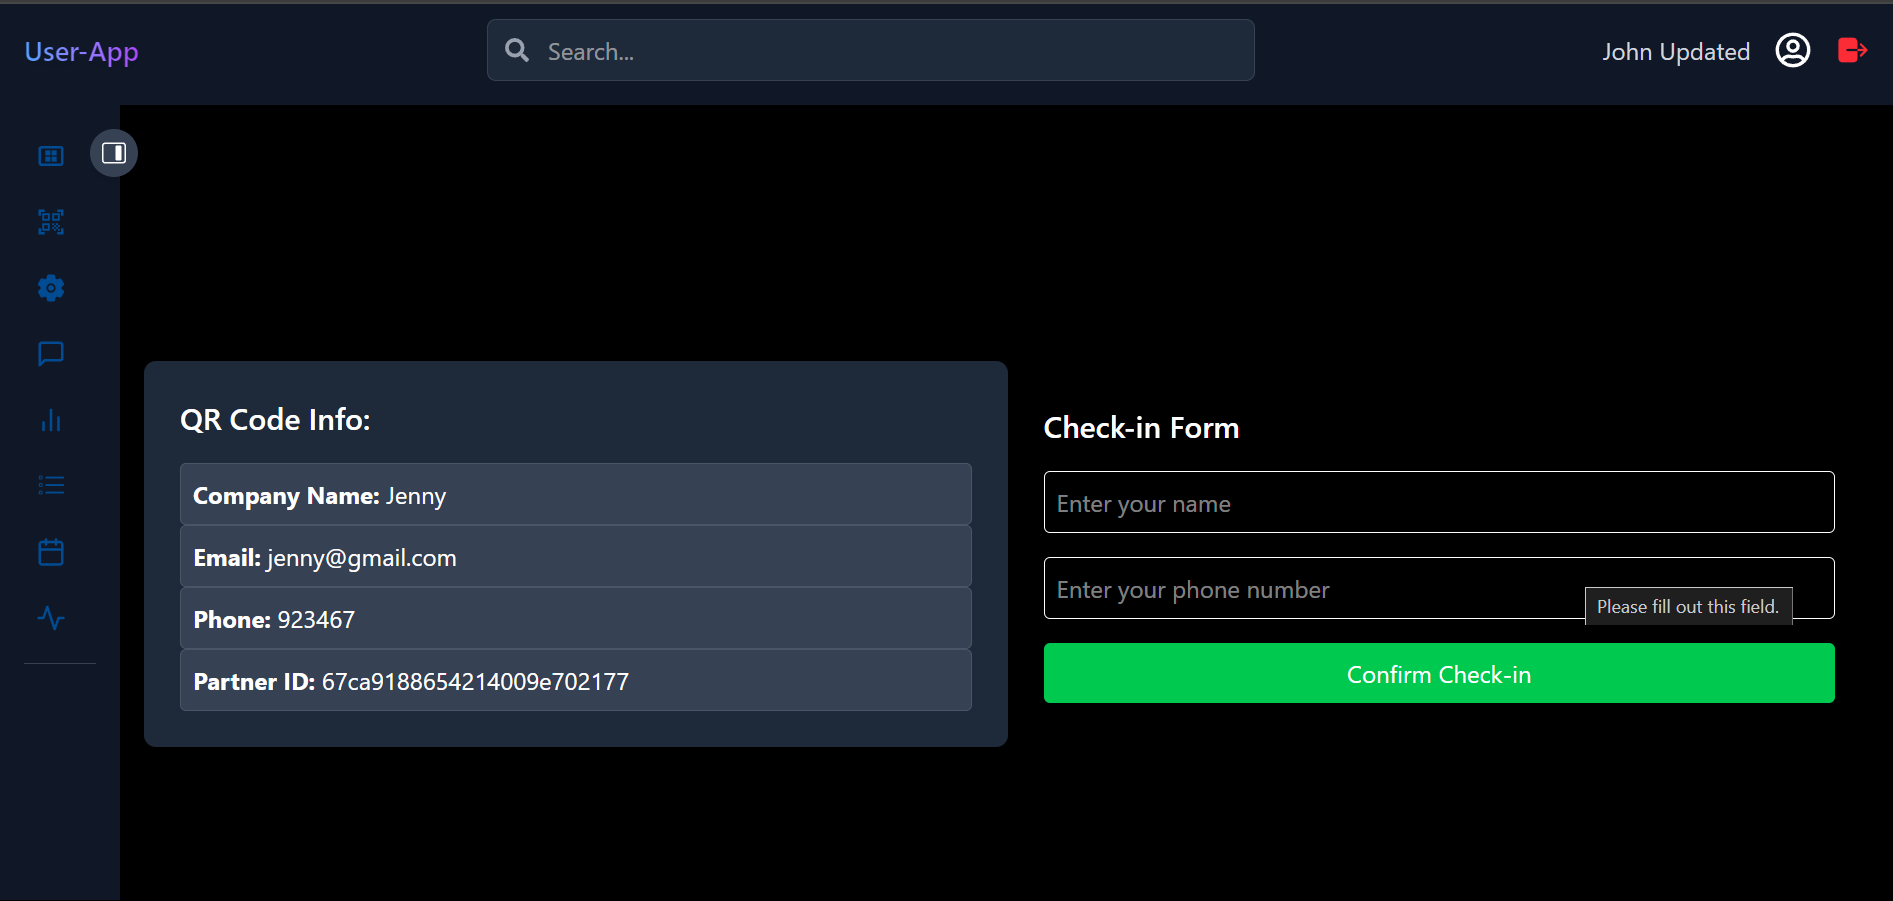 User-App
Search...
John Updated
QR Code Info:
Company Name: Jenny
Email: jenny@gmail.com
Phone: 923467
Partner ID: 67ca9188654214009e702177
Check-in Form
Enter your name
Enter your phone number
Please fill out this field.
Confirm Check-in